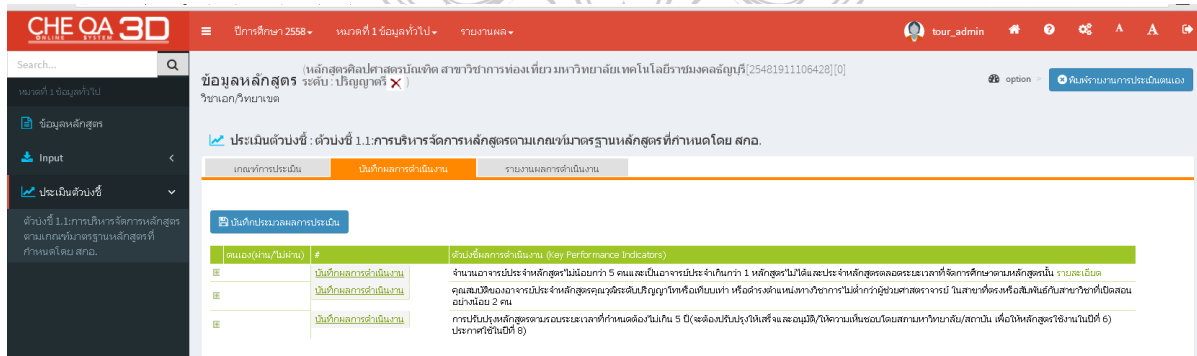 CHE QA 3D
ONLINE SYSTEM
ปีการศึกษา 2558
หมวดที่ 1 ข้อมูลทั่วไป
รายงานผล
tour_admin
A
A
Search...
หมวดที่ 1 ข้อมูลทั่วไป
ข้อมูลหลักสูตร
Input
ประเมินตัวบ่งชี้
ตัวบ่งชี้ 1.1:การบริหารจัดการหลักสูตร
ตามเกณฑ์มาตรฐานหลักสูตรที่
กำหนดโดย สกอ.
ข้อมูลหลักสูตร (หลักสูตรศิลปศาสตรบัณฑิต สาขาวิชาการท่องเที่ยว มหาวิทยาลัยเทคโนโลยีราชมงคลธัญบุรี[25481911106428][0]
ระดับ : ปริญญาตรี )
วิชาเอก/วิทยาเขต
option
พิมพ์รายงานการประเมินตนเอง
ประเมินตัวบ่งชี้ : ตัวบ่งชี้ 1.1:การบริหารจัดการหลักสูตรตามเกณฑ์มาตรฐานหลักสูตรที่กำหนดโดย สกอ.
เกณฑ์การประเมิน
บันทึกผลการดำเนินงาน
รายงานผลการดำเนินงาน
บันทึกประมวลผลการประเมิน
ตนเอง(ผ่าน/ไม่ผ่าน) # ตัวบ่งชี้ผลการดำเนินงาน (Key Performance Indicators)
บันทึกผลการดำเนินงาน จำนวนอาจารย์ประจำหลักสูตรไม่น้อยกว่า 5 คนและเป็นอาจารย์ประจำเกินกว่า 1 หลักสูตรไม่ได้และประจำหลักสูตรตลอดระยะเวลาที่จัดการศึกษาตามหลักสูตรนั้น รายละเอียด
บันทึกผลการดำเนินงาน คุณสมบัติของอาจารย์ประจำหลักสูตรคุณวุฒิระดับปริญญาโทหรือเทียบเท่า หรือดำรงตำแหน่งทางวิชาการไม่ต่ำกว่าผู้ช่วยศาสตราจารย์ ในสาขาที่ตรงหรือสัมพันธ์กับสาขาวิชาที่เปิดสอน
อย่างน้อย 2 คน
บันทึกผลการดำเนินงาน การปรับปรุงหลักสูตรตามรอบระยะเวลาที่กำหนดต้องไม่เกิน 5 ปี(จะต้องปรับปรุงให้เสร็จและอนุมัติ/ให้ความเห็นชอบโดยสภามหาวิทยาลัย/สถาบัน เพื่อให้หลักสูตรใช้งานในปีที่ 6)
ประกาศใช้ในปีที่ 8)